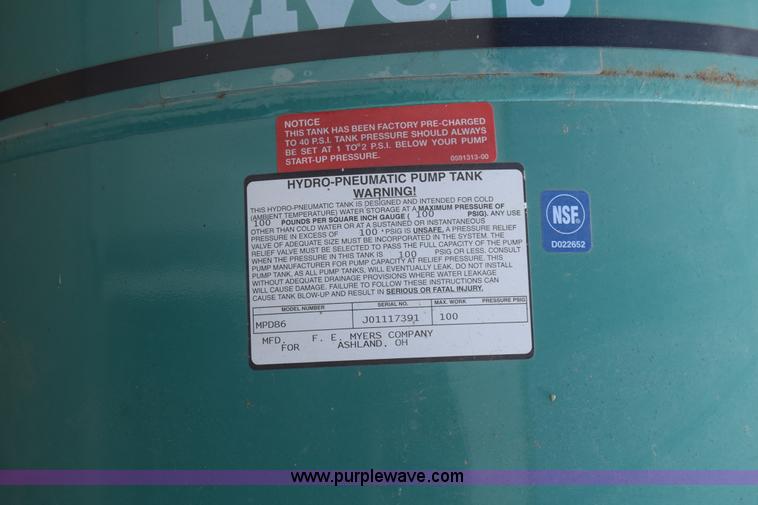 Myers
NOTICE
THIS TANK HAS BEEN FACTORY PRE-CHARGED
TO 40 P.S.I. TANK PRESSURE SHOULD ALWAYS
BE SET AT 1 TO 2 P.S.I. BELOW YOUR PUMP
START-UP PRESSURE.
0591313-00
HYDRO-PNEUMATIC PUMP TANK
WARNING!
THIS HYDRO-PNEUMATIC TANK IS DESIGNED AND INTENDED FOR COLD
(AMBIENT TEMPERATURE) WATER STORAGE AT A MAXIMUM PRESSURE OF
100 POUNDS PER SQUARE INCH GAUGE ( 100 PSIG). ANY USE
OTHER THAN COLD WATER OR AT A SUSTAINED OR INSTANTANEOUS
PRESSURE IN EXCESS OF 100 PSIG IS UNSAFE. A PRESSURE RELIEF
VALVE OF ADEQUATE SIZE MUST BE INCORPORATED IN THE SYSTEM. THE
RELIEF VALVE MUST BE SELECTED TO PASS THE FULL CAPACITY OF THE PUMP
WHEN THE PRESSURE IN THIS TANK IS 100 PSIG OR LESS. CONSULT
PUMP MANUFACTURER FOR PUMP CAPACITY AT RELIEF PRESSURE. THIS
PUMP TANK, AS ALL PUMP TANKS, WILL EVENTUALLY LEAK, DO NOT INSTALL
WITHOUT ADEQUATE DRAINAGE PROVISIONS WHERE WATER LEAKAGE
WILL CAUSE DAMAGE. FAILURE TO FOLLOW THESE INSTRUCTIONS CAN
CAUSE TANK BLOW-UP AND RESULT IN SERIOUS OR FATAL INJURY.
MODEL NUMBER SERIAL NO. MAX. WORK PRESSURE PSIG
MPD86 J01117391 100
MFD. F. E. MYERS COMPANY
FOR ASHLAND, OH
NSF
D022652
www.purplewave.com